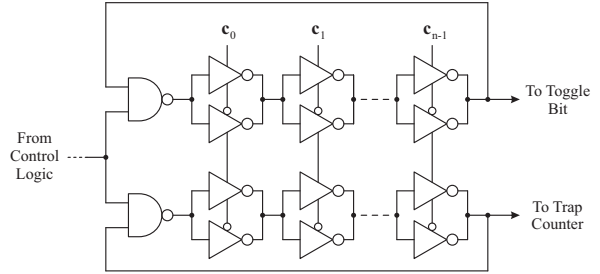 c0
c1
cn-1
To Toggle
Bit
From
Control
Logic
To Trap
Counter